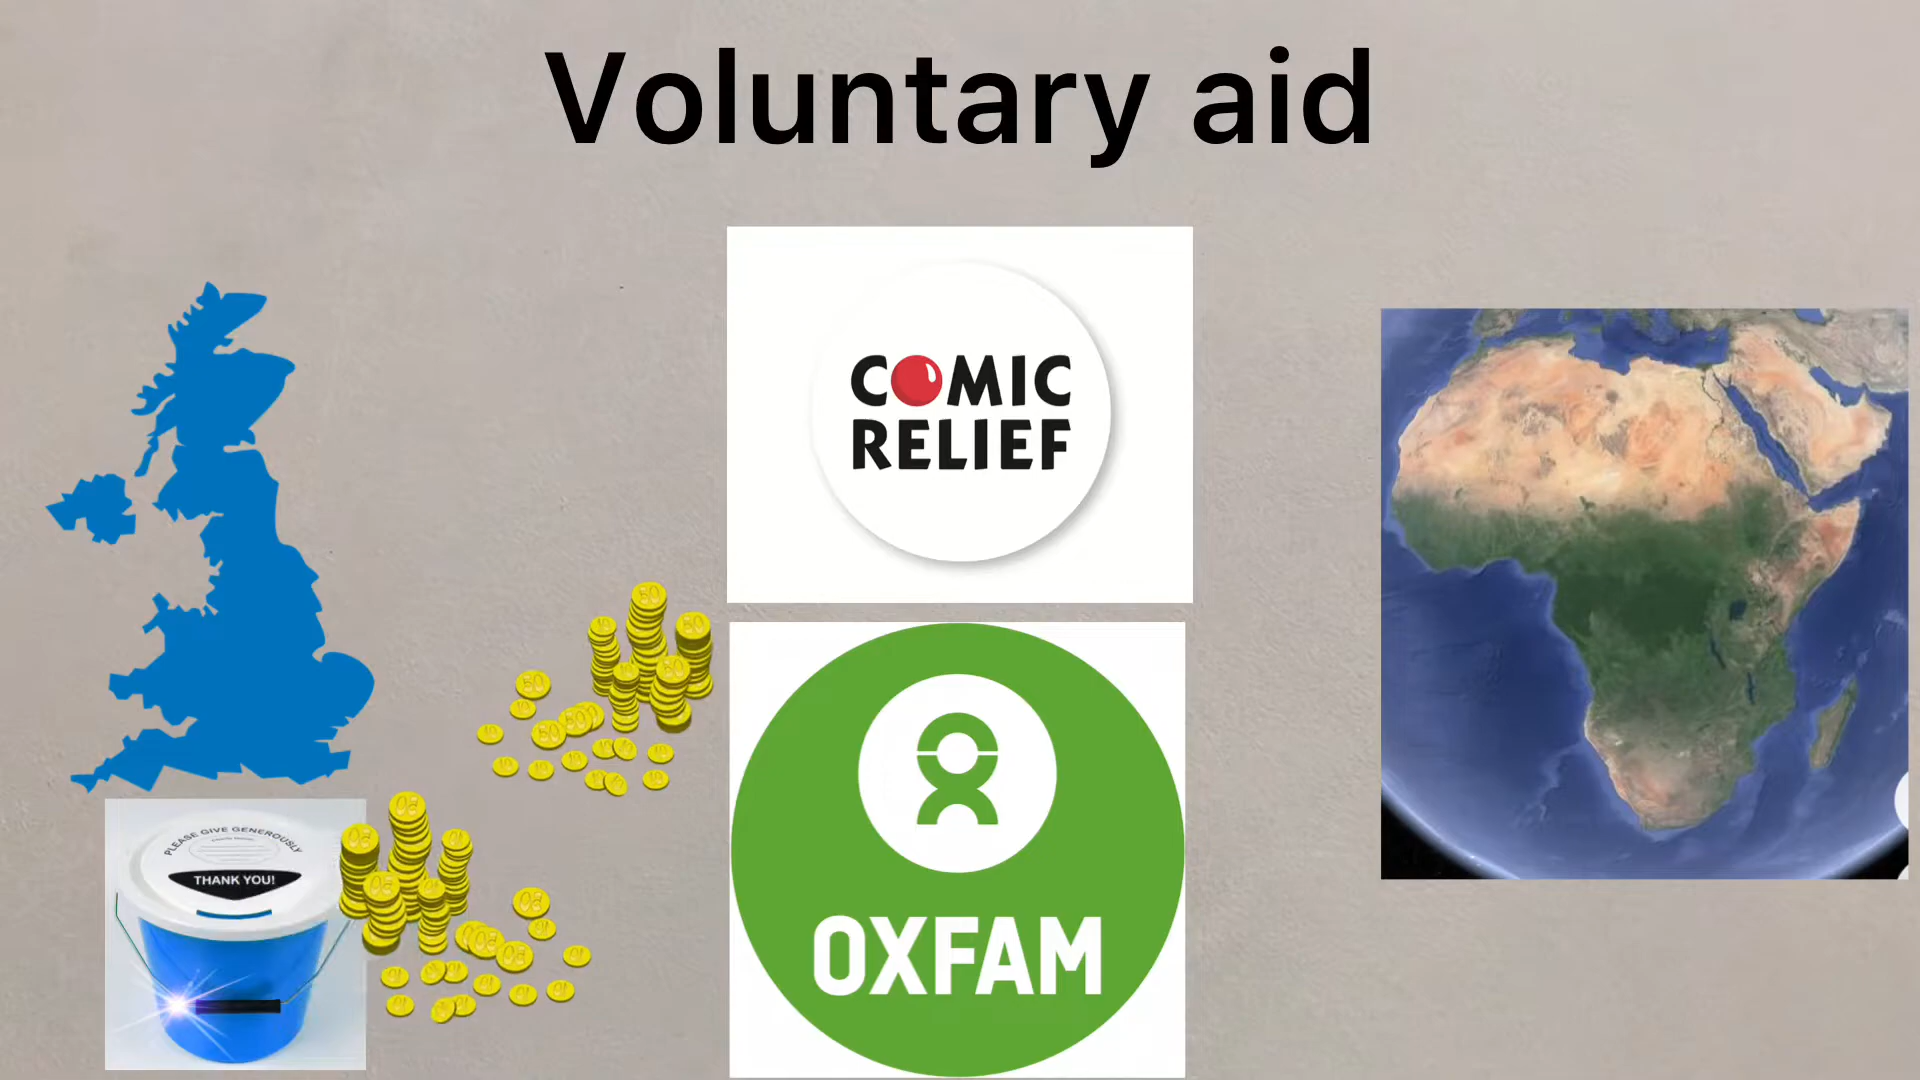 Voluntary aid
COMIC
RELIEF
OXFAM
PLEASE GIVE GENEROUSLY
THANK YOU!